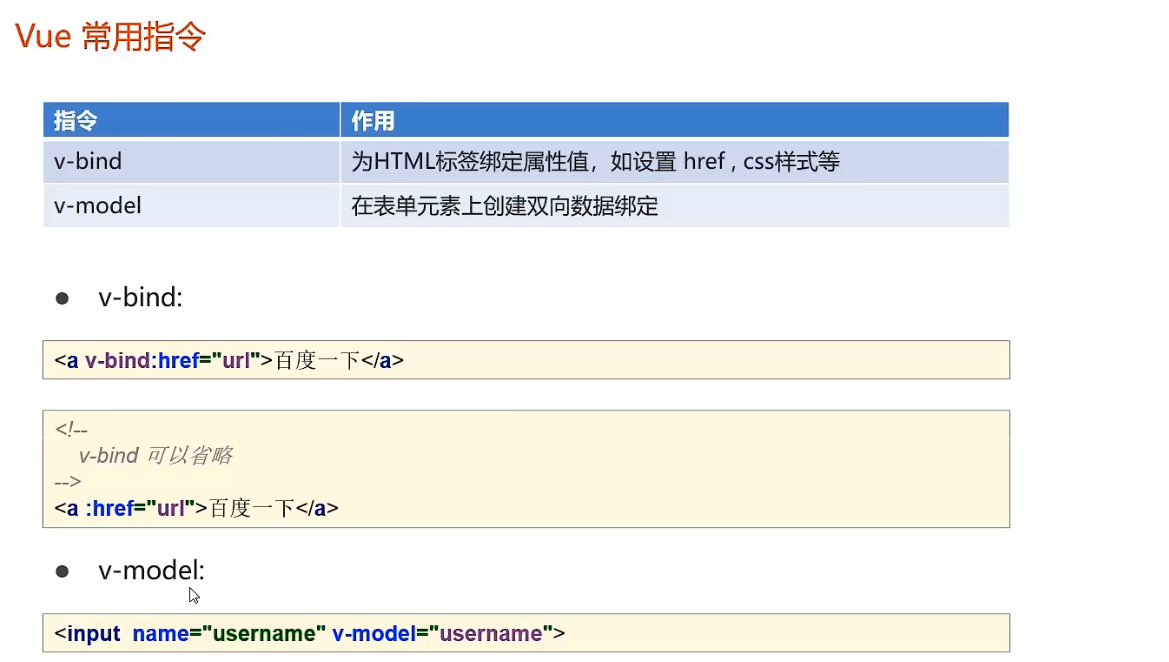 Vue 常用指令
指令 作用
v-bind 为HTML标签绑定属性值，如设置 href , css样式等
v-model 在表单元素上创建双向数据绑定
● v-bind:
<a v-bind:href="url">百度一下</a>
<!--
v-bind 可以省略
-->
<a :href="url">百度一下</a>
● v-model:
<input name="username" v-model="username">